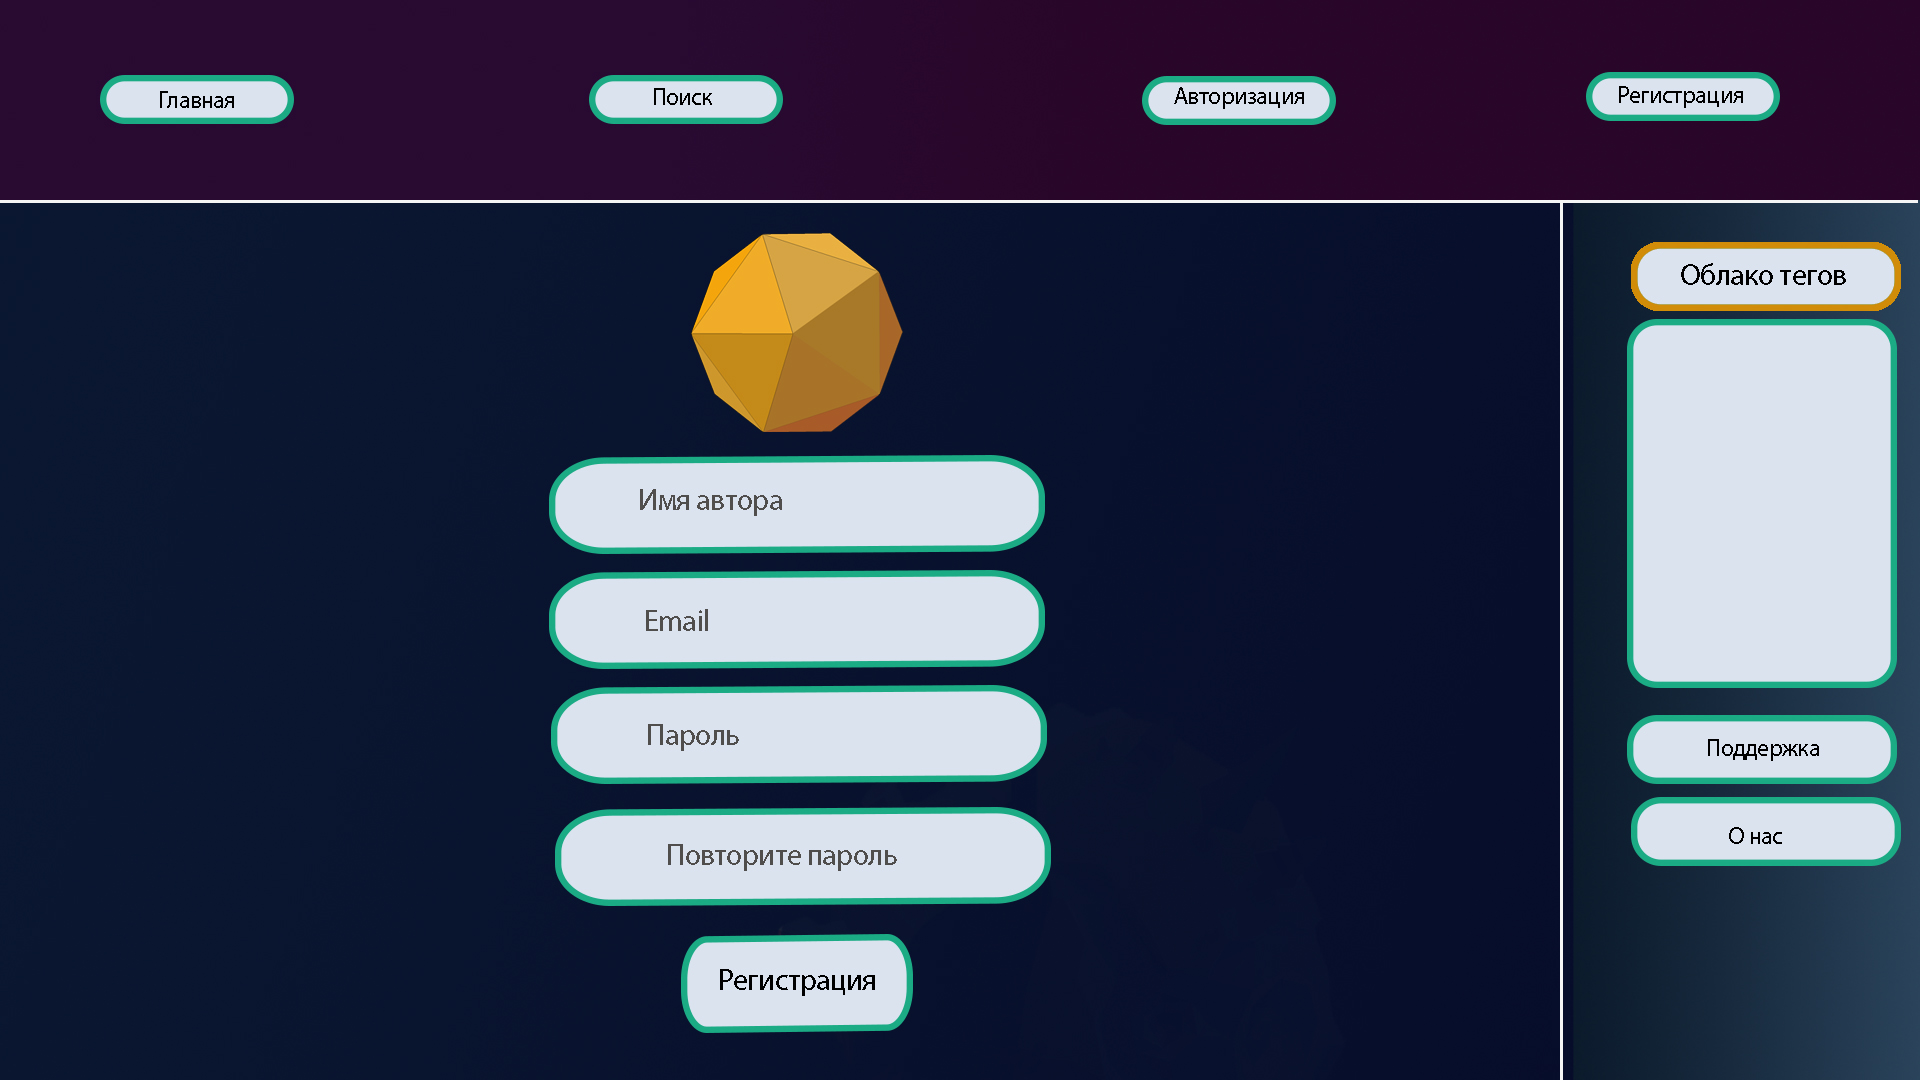 Главная
Поиск
Авторизация
Регистрация
Облако тегов
Имя автора
Email
Пароль
Повторите пароль
Регистрация
Поддержка
О нас